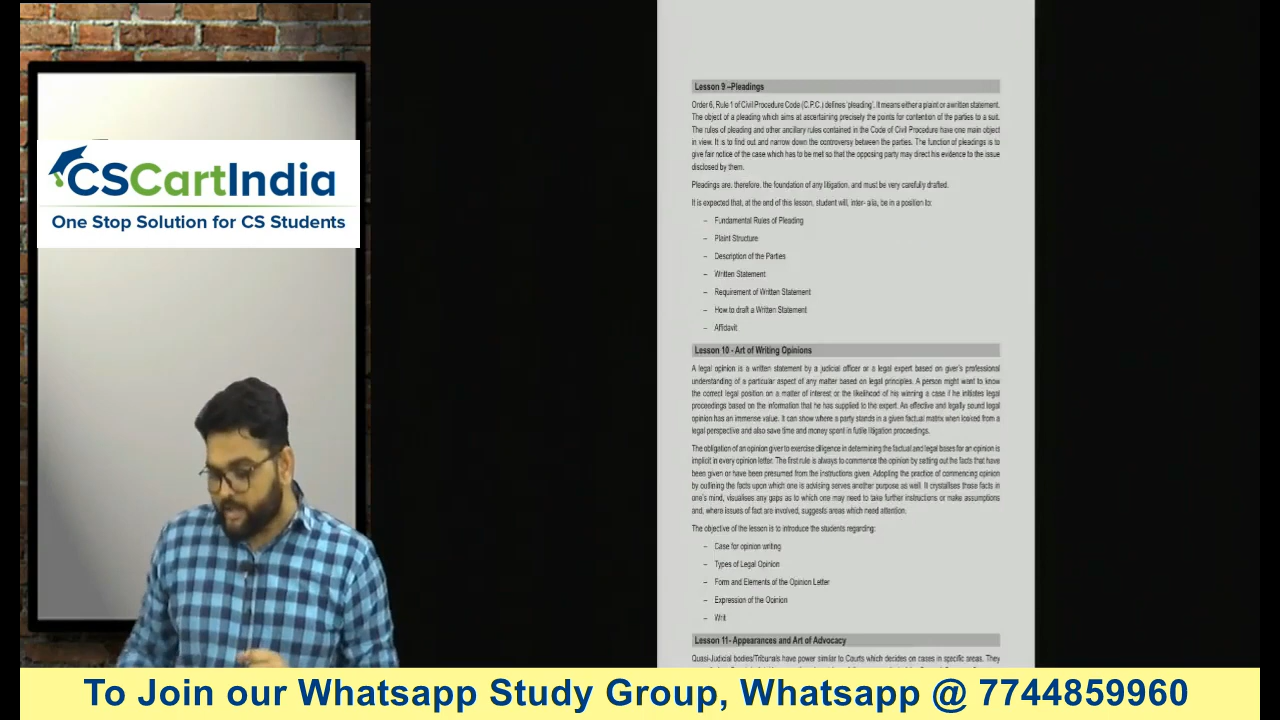 CSCartIndia
One Stop Solution for CS Students
Lesson 9 –Pleadings
Order 6, Rule 1 of Civil Procedure Code (C.P.C.) defines 'pleading'. It means either a plaint or a written statement.
The object of a pleading which aims at ascertaining precisely the points for contention of the parties to a suit.
The rules of pleading and other ancillary rules contained in the Code of Civil Procedure have one main object
in view. It is to find out and narrow down the controversy between the parties. The function of pleadings is to
give fair notice of the case which has to be met so that the opposing party may direct his evidence to the issue
disclosed by them.
Pleadings are, therefore, the foundation of any litigation, and must be very carefully drafted.
It is expected that, at the end of this lesson, student will, inter- alia, be in a position to:
– Fundamental Rules of Pleading
– Plaint Structure
– Description of the Parties
– Written Statement
– Requirement of Written Statement
– How to draft a Written Statement
– Affidavit
Lesson 10 - Art of Writing Opinions
A legal opinion is a written statement by a judicial officer or a legal expert based on giver's professional
understanding of a particular aspect of any matter based on legal principles. A person might want to know
the correct legal position on a matter of interest or the likelihood of his winning a case if he initiates legal
proceedings based on the information that he has supplied to the expert. An effective and legally sound legal
opinion has an immense value. It can show where a party stands in a given factual matrix when looked from a
legal perspective and also save time and money spent in futile litigation proceedings.
The obligation of an opinion giver to exercise diligence in determining the factual and legal bases for an opinion is
implicit in every opinion letter. The first rule is always to commence the opinion by setting out the facts that have
been given or have been presumed from the instructions given. Adopting the practice of commencing opinion
by outlining the facts upon which one is advising serves another purpose as well. It crystallises those facts in
one's mind, visualises any gaps as to which one may need to take further instructions or make assumptions
and, where issues of fact are involved, suggests areas which need attention.
The objective of the lesson is to introduce the students regarding:
– Case for opinion writing
– Types of Legal Opinion
– Form and Elements of the Opinion Letter
– Expression of the Opinion
– Writ
Lesson 11- Appearances and Art of Advocacy
Quasi-Judicial bodies/Tribunals have power similar to Courts which decides on cases in specific areas. They
To Join our Whatsapp Study Group, Whatsapp @ 7744859960